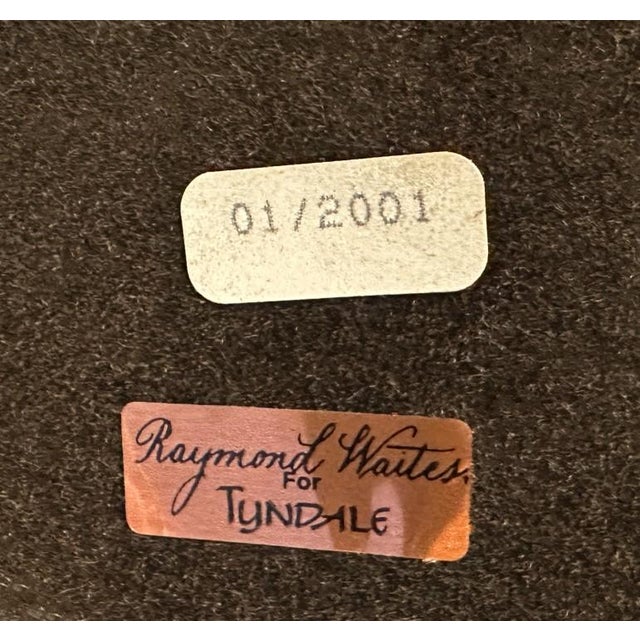 01/2001
Raymond Waites.
For
TYNDALE